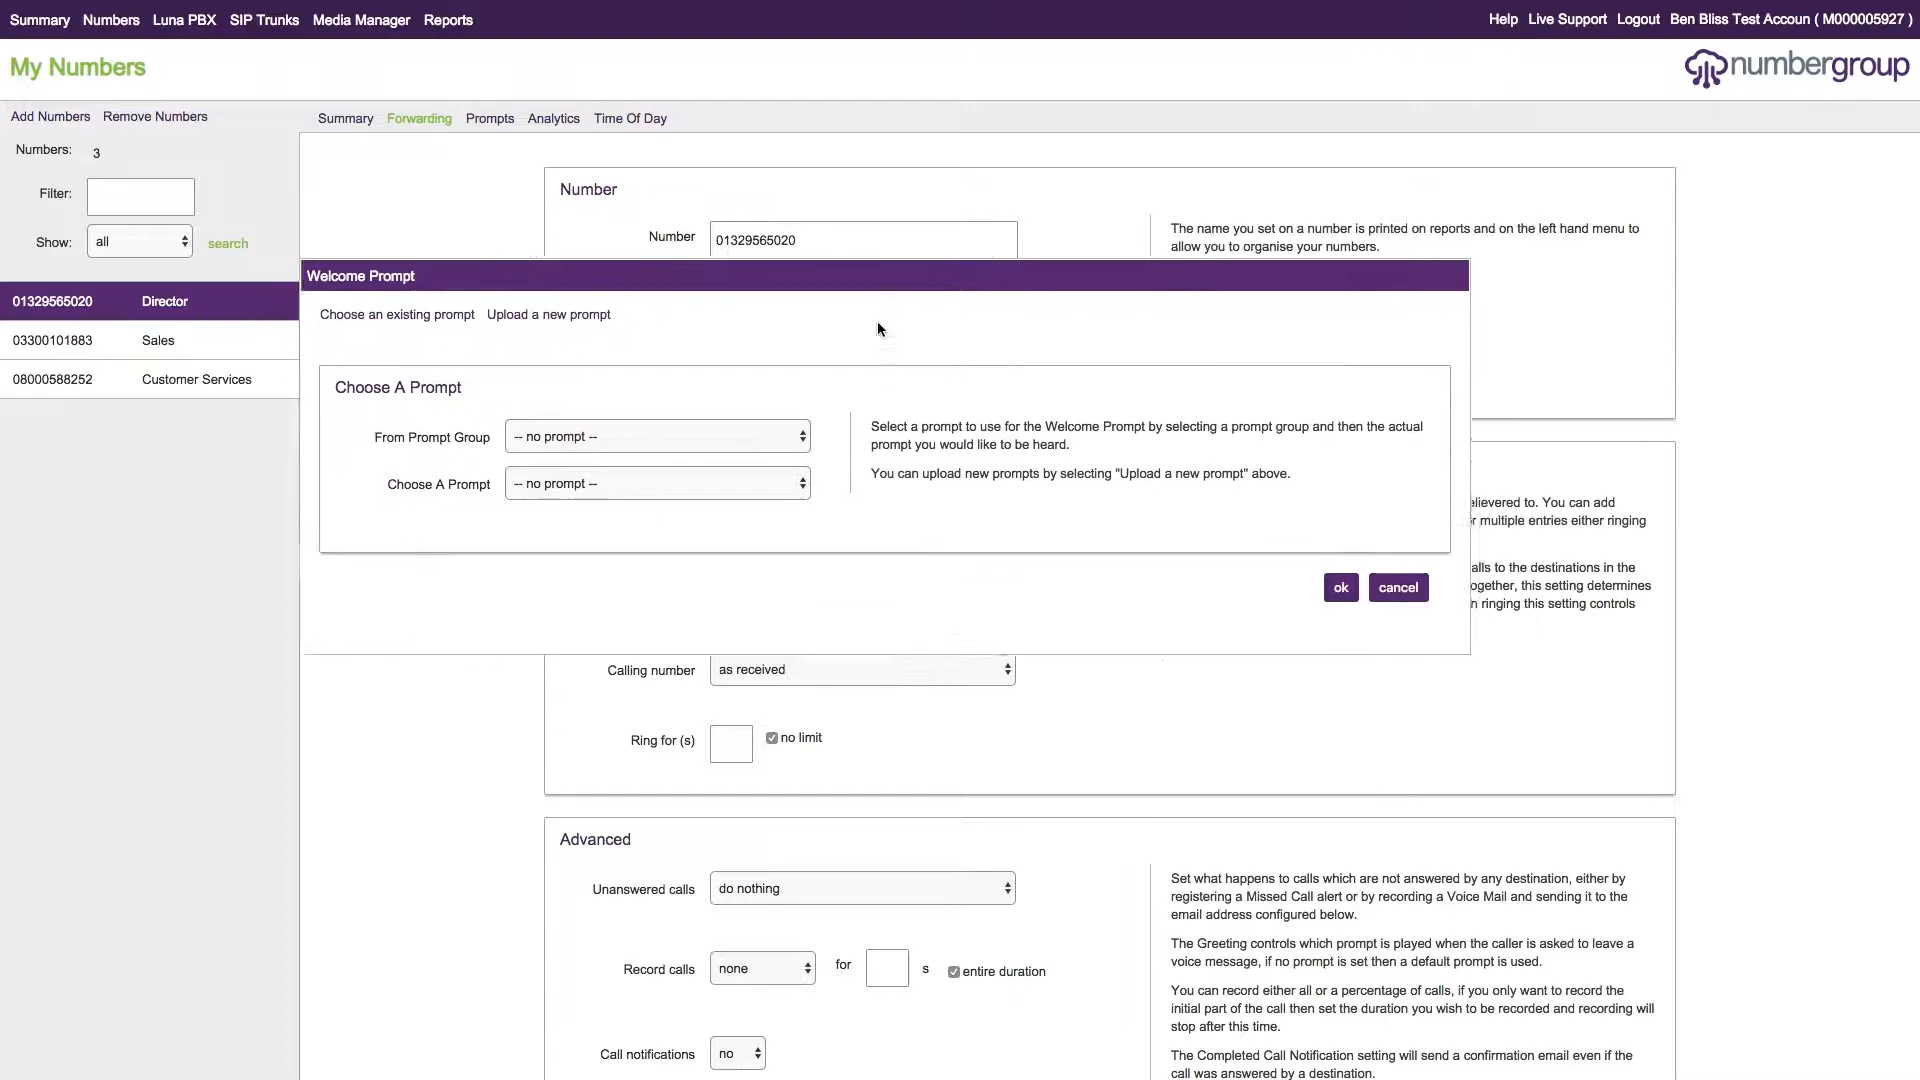 Summary Numbers Luna PBX SIP Trunks Media Manager Reports
Help Live Support Logout Ben Bliss Test Accoun ( M000005927 )
My Numbers
numbergroup
Add Numbers Remove Numbers
Summary Forwarding Prompts Analytics Time Of Day
Numbers: 3
Filter:
Show: all search
01329565020 Director
03300101883 Sales
08000588252 Customer Services
Number
Number 01329565020
The name you set on a number is printed on reports and on the left hand menu to
allow you to organise your numbers.
Welcome Prompt
Choose an existing prompt Upload a new prompt
Choose A Prompt
From Prompt Group -- no prompt --
Choose A Prompt -- no prompt --
Select a prompt to use for the Welcome Prompt by selecting a prompt group and then the actual
prompt you would like to be heard.
You can upload new prompts by selecting "Upload a new prompt" above.
ok cancel
elievered to. You can add
r multiple entries either ringing
alls to the destinations in the
ogether, this setting determines
n ringing this setting controls
Calling number as received
Ring for (s) no limit
Advanced
Unanswered calls do nothing
Record calls none for s entire duration
Call notifications no
Set what happens to calls which are not answered by any destination, either by
registering a Missed Call alert or by recording a Voice Mail and sending it to the
email address configured below.
The Greeting controls which prompt is played when the caller is asked to leave a
voice message, if no prompt is set then a default prompt is used.
You can record either all or a percentage of calls, if you only want to record the
initial part of the call then set the duration you wish to be recorded and recording will
stop after this time.
The Completed Call Notification setting will send a confirmation email even if the
call was answered by a destination.